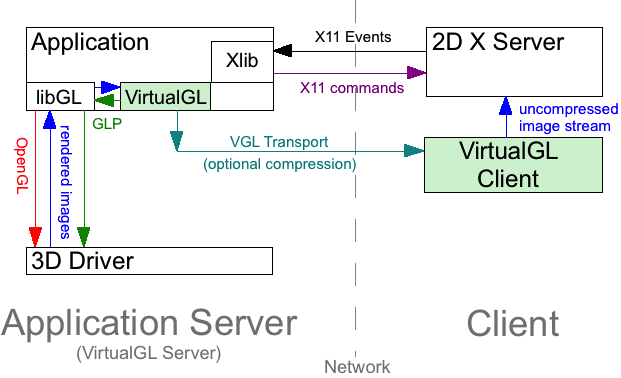 X11 Events
Application
2D X Server
Xlib
X11 commands
libGL
VirtualGL
GLP
uncompressed
image stream
OpenGL
rendered images
VGL Transport
(optional compression)
VirtualGL
Client
3D Driver
Application Server
(VirtualGL Server)
Client
Network